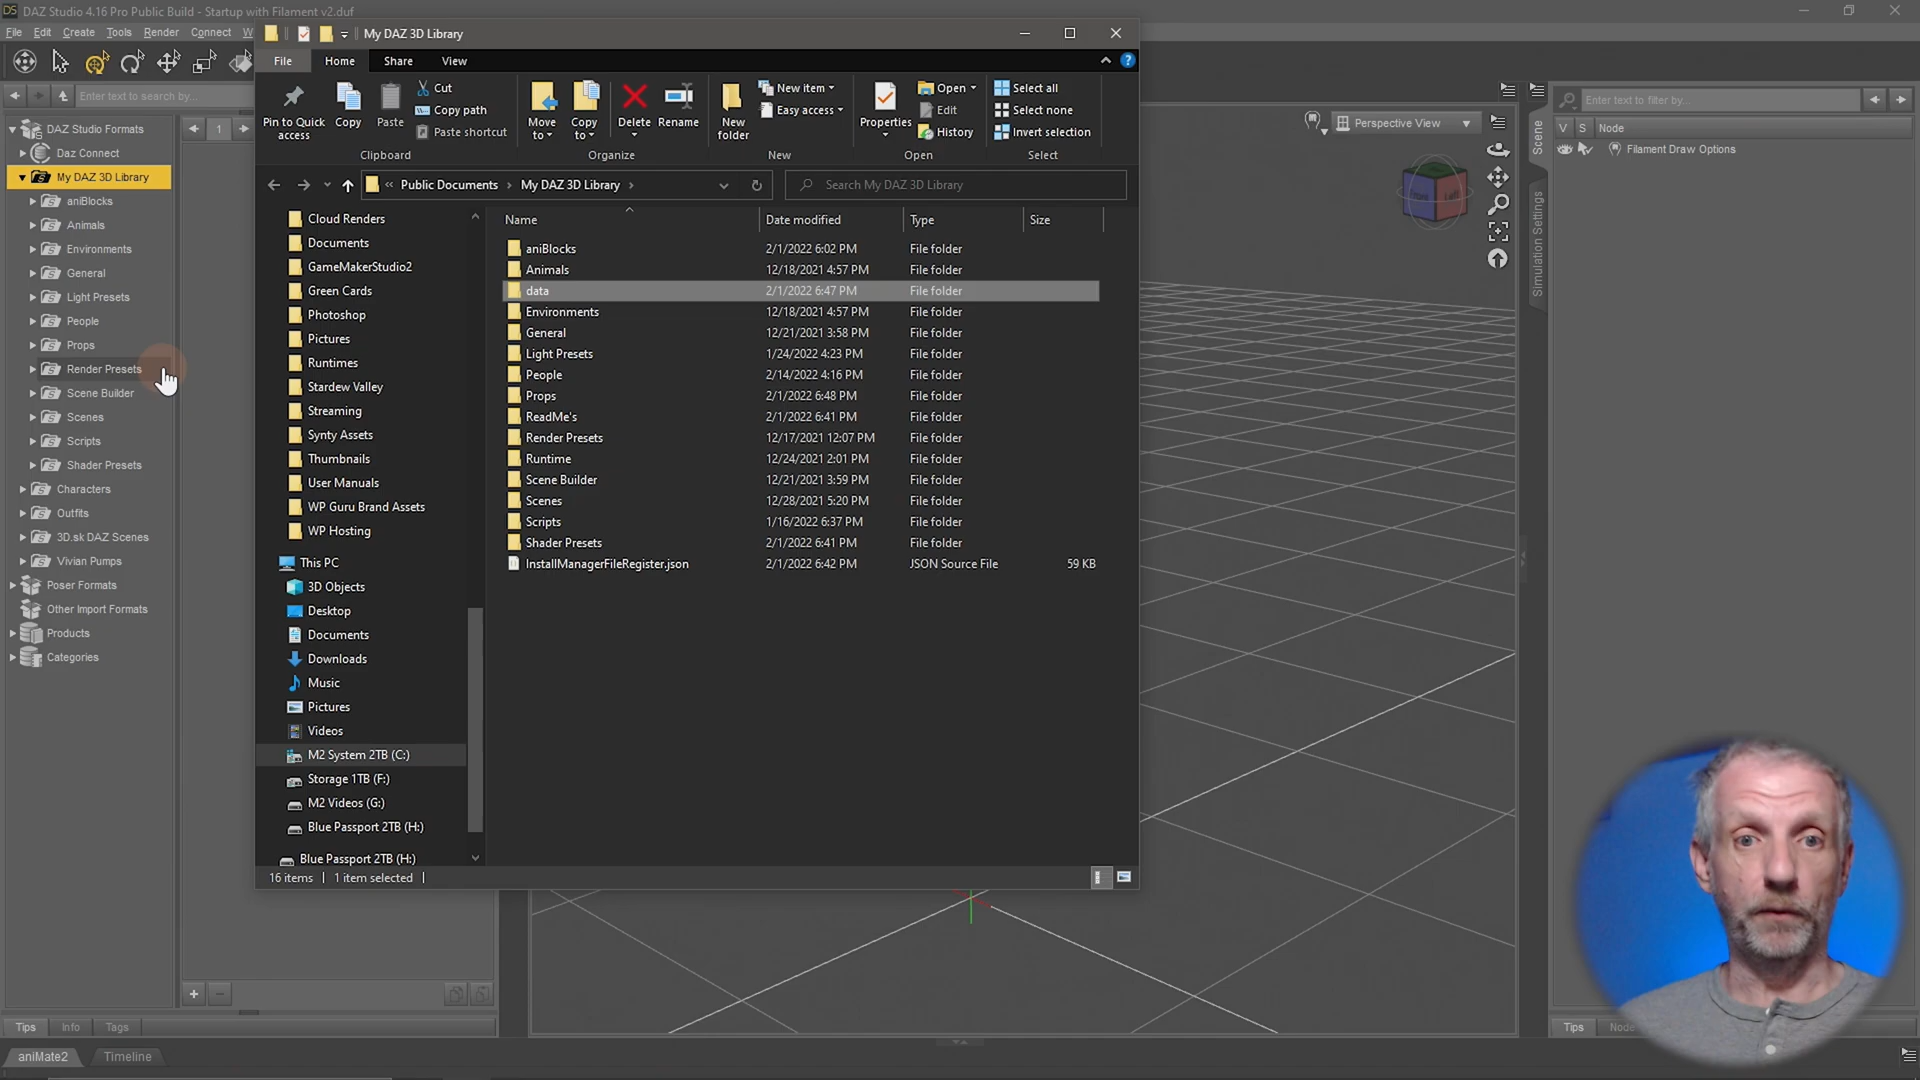 DAZ Studio 4.16 Pro Public Build - Startup with Filament v2.duf
File Edit Create Tools Render Connect W
My DAZ 3D Library
File Home Share View
Pin to Quick access
Copy
Paste
Cut
Copy path
Paste shortcut
Clipboard
Move to
Copy to
Delete
Rename
Organize
New folder
New item
Easy access
New
Properties
Open
Edit
History
Open
Select all
Select none
Invert selection
Select
« Public Documents › My DAZ 3D Library ›
Search My DAZ 3D Library
Enter text to search by...
1
DAZ Studio Formats
Daz Connect
My DAZ 3D Library
aniBlocks
Animals
Environments
General
Light Presets
People
Props
Render Presets
Scene Builder
Scenes
Scripts
Shader Presets
Characters
Outfits
3D.sk DAZ Scenes
Vivian Pumps
Poser Formats
Other Import Formats
Products
Categories
Cloud Renders
Documents
GameMakerStudio2
Green Cards
Photoshop
Pictures
Runtimes
Stardew Valley
Streaming
Synty Assets
Thumbnails
User Manuals
WP Guru Brand Assets
WP Hosting
This PC
3D Objects
Desktop
Documents
Downloads
Music
Pictures
Videos
M2 System 2TB (C:)
Storage 1TB (F:)
M2 Videos (G:)
Blue Passport 2TB (H:)
Blue Passport 2TB (H:)
Name Date modified Type Size
aniBlocks 2/1/2022 6:02 PM File folder
Animals 12/18/2021 4:57 PM File folder
data 2/1/2022 6:47 PM File folder
Environments 12/18/2021 4:57 PM File folder
General 12/21/2021 3:58 PM File folder
Light Presets 1/24/2022 4:23 PM File folder
People 2/14/2022 4:16 PM File folder
Props 2/1/2022 6:48 PM File folder
ReadMe's 2/1/2022 6:41 PM File folder
Render Presets 12/17/2021 12:07 PM File folder
Runtime 12/24/2021 2:01 PM File folder
Scene Builder 12/21/2021 3:59 PM File folder
Scenes 12/28/2021 5:20 PM File folder
Scripts 1/16/2022 6:37 PM File folder
Shader Presets 2/1/2022 6:41 PM File folder
InstallManagerFileRegister.json 2/1/2022 6:42 PM JSON Source File 59 KB
16 items 1 item selected
Perspective View
Front Left
Scene
Simulation Settings
Enter text to filter by...
V S Node
Filament Draw Options
Tips Info Tags
Tips Node
aniMate2 Timeline